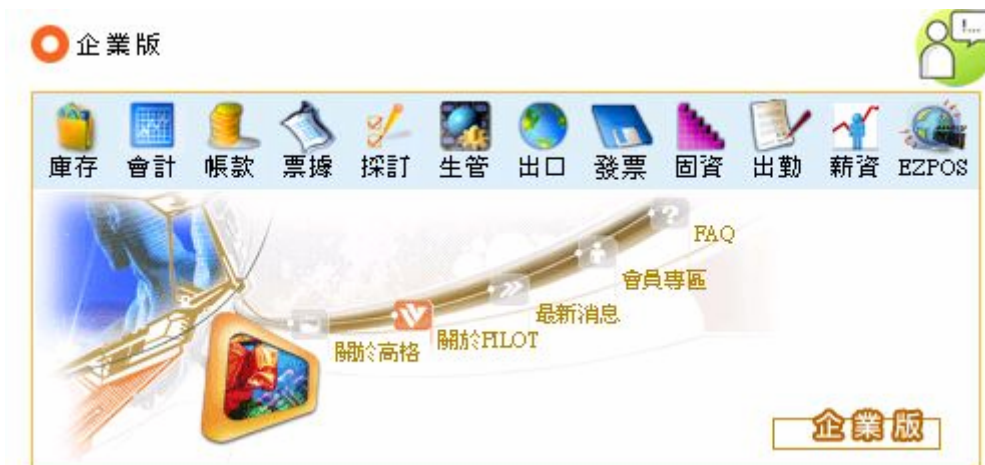 企業版
!...
庫存 會計 帳款 票據 採訂 生管 出口 發票 固資 出勤 薪資 EZPOS
FAQ
會員專區
最新消息
關於PILOT
關於高格
企業版